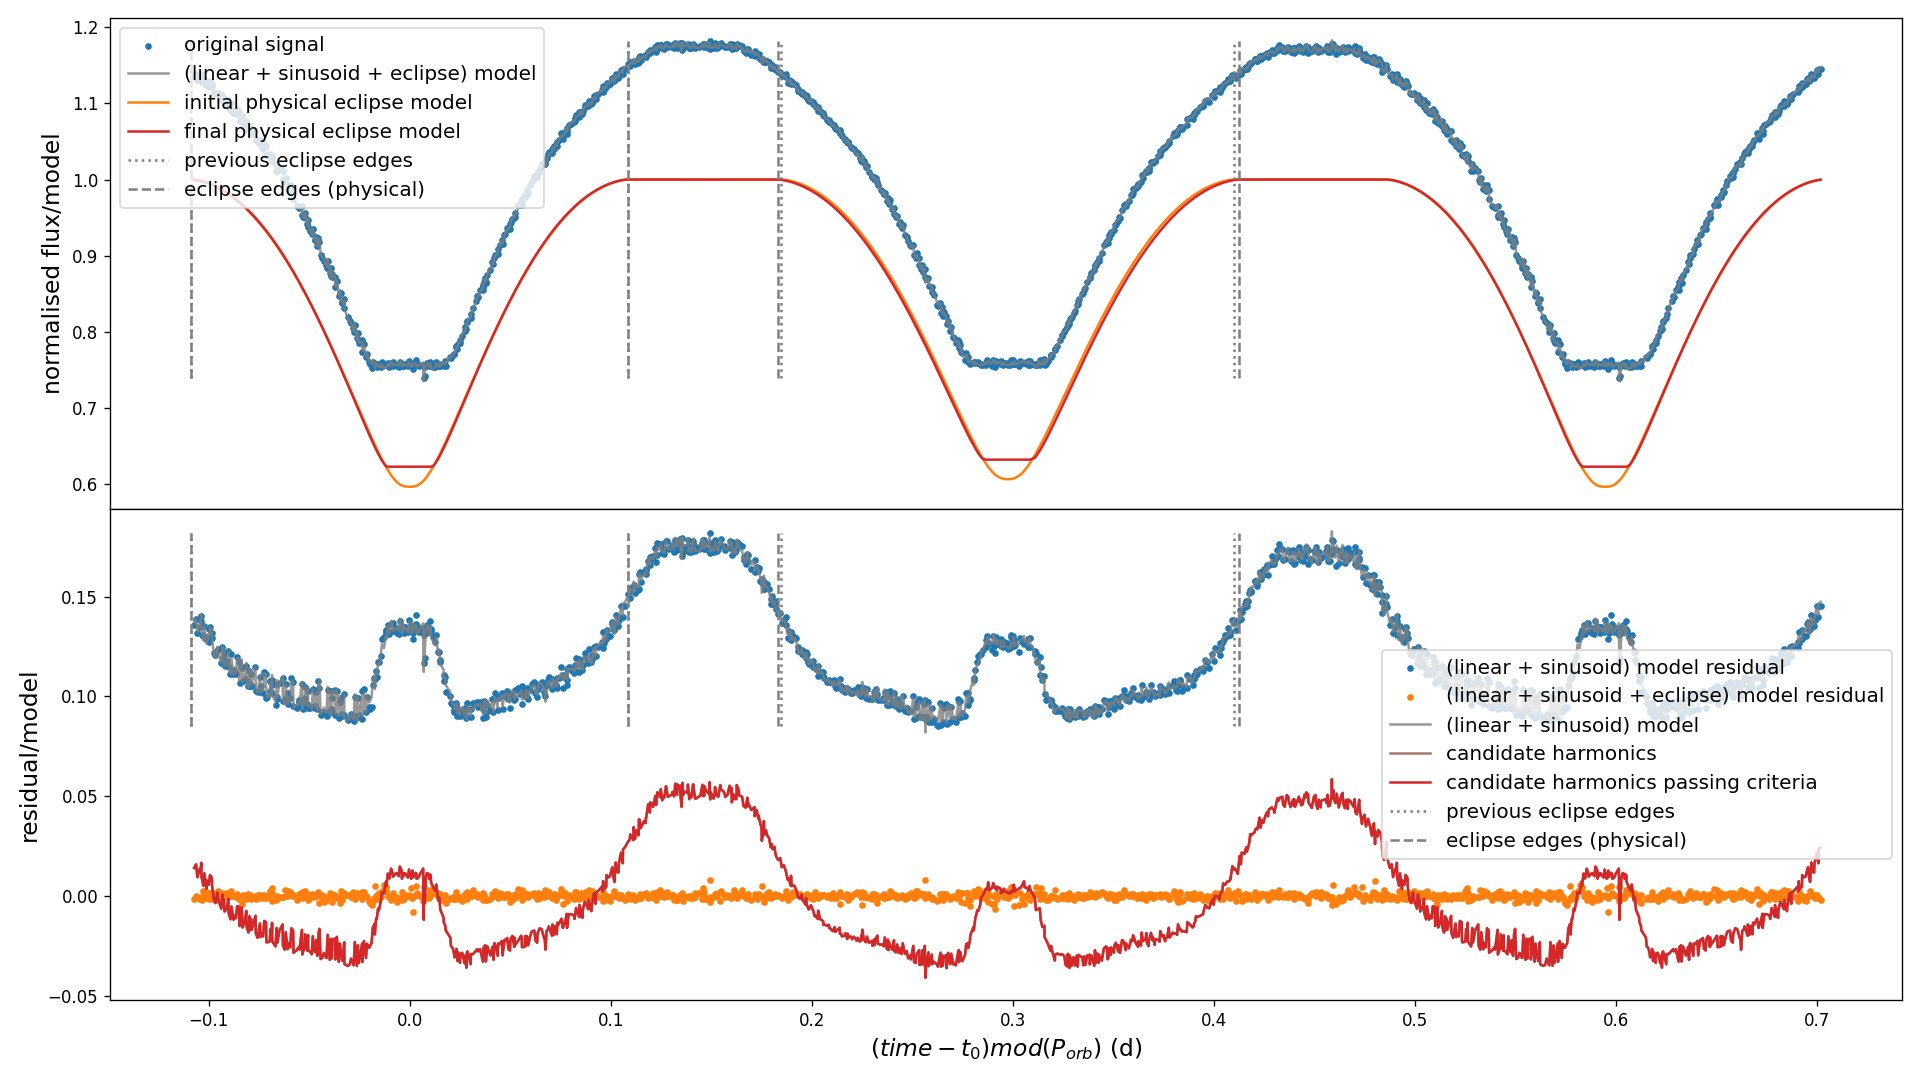 normalised flux/model
1.2
1.1
1.0
0.9
0.8
0.7
0.6
original signal
(linear + sinusoid + eclipse) model
initial physical eclipse model
final physical eclipse model
previous eclipse edges
eclipse edges (physical)
residual/model
0.15
0.10
0.05
0.00
−0.05
(linear + sinusoid) model residual
(linear + sinusoid + eclipse) model residual
(linear + sinusoid) model
candidate harmonics
candidate harmonics passing criteria
previous eclipse edges
eclipse edges (physical)
−0.1 0.0 0.1 0.2 0.3 0.4 0.5 0.6 0.7
(time − t₀)mod(Pₒᵣb) (d)